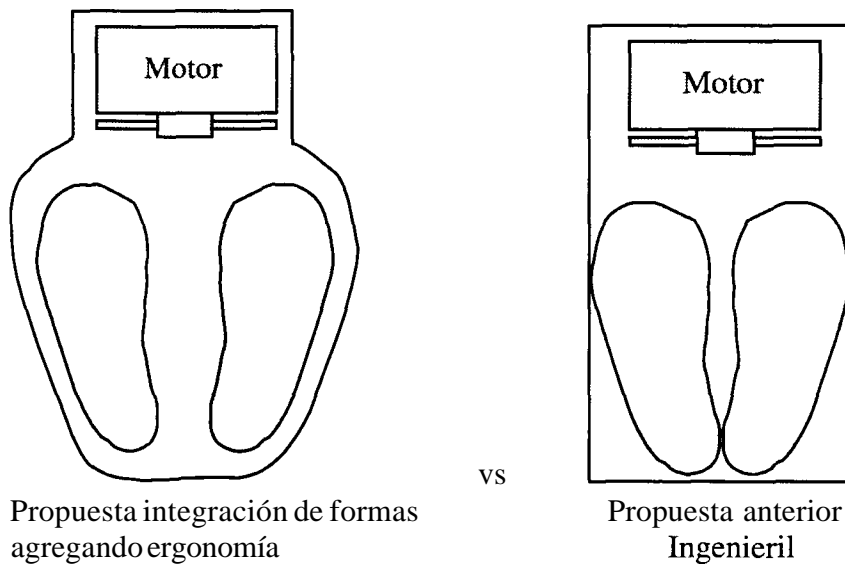 Motor
Motor
vs
Propuesta integración de formas
agregando ergonomía
Propuesta anterior
Ingenieril